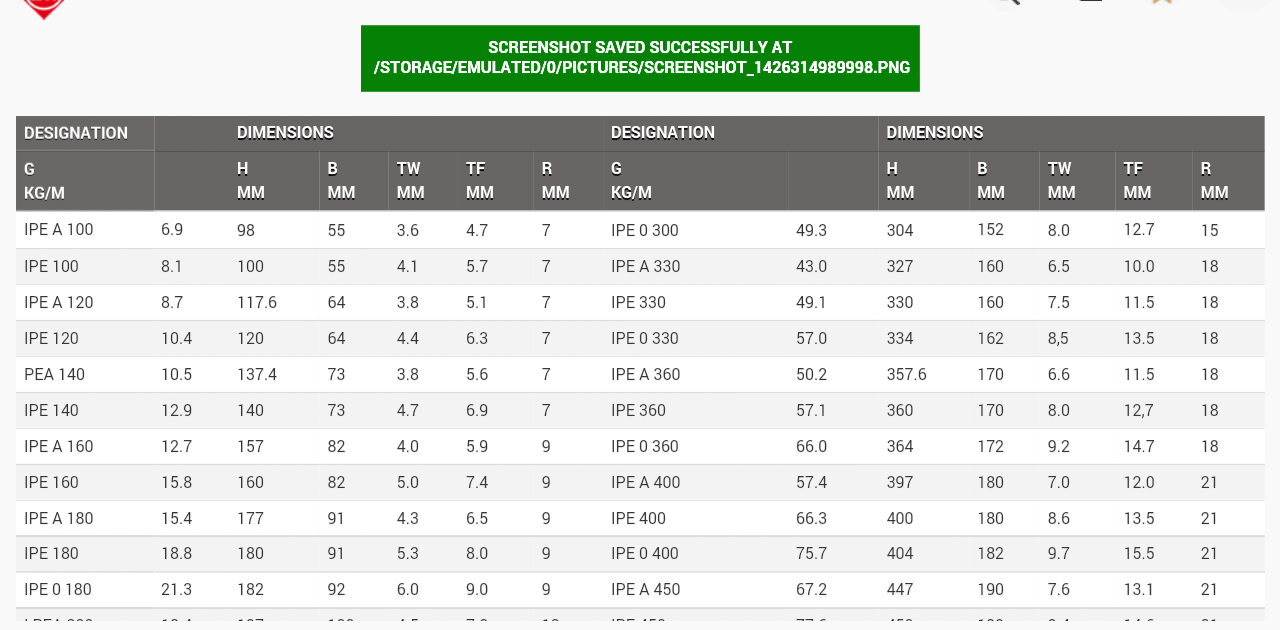 SCREENSHOT SAVED SUCCESSFULLY AT
/STORAGE/EMULATED/0/PICTURES/SCREENSHOT_1426314989998.PNG
DESIGNATION DIMENSIONS DESIGNATION DIMENSIONS
G H B TW TF R G H B TW TF R
KG/M MM MM MM MM MM KG/M MM MM MM MM MM
IPE A 100 6.9 98 55 3.6 4.7 7 IPE 0 300 49.3 304 152 8.0 12.7 15
IPE 100 8.1 100 55 4.1 5.7 7 IPE A 330 43.0 327 160 6.5 10.0 18
IPE A 120 8.7 117.6 64 3.8 5.1 7 IPE 330 49.1 330 160 7.5 11.5 18
IPE 120 10.4 120 64 4.4 6.3 7 IPE 0 330 57.0 334 162 8,5 13.5 18
PEA 140 10.5 137.4 73 3.8 5.6 7 IPE A 360 50.2 357.6 170 6.6 11.5 18
IPE 140 12.9 140 73 4.7 6.9 7 IPE 360 57.1 360 170 8.0 12,7 18
IPE A 160 12.7 157 82 4.0 5.9 9 IPE 0 360 66.0 364 172 9.2 14.7 18
IPE 160 15.8 160 82 5.0 7.4 9 IPE A 400 57.4 397 180 7.0 12.0 21
IPE A 180 15.4 177 91 4.3 6.5 9 IPE 400 66.3 400 180 8.6 13.5 21
IPE 180 18.8 180 91 5.3 8.0 9 IPE 0 400 75.7 404 182 9.7 15.5 21
IPE 0 180 21.3 182 92 6.0 9.0 9 IPE A 450 67.2 447 190 7.6 13.1 21